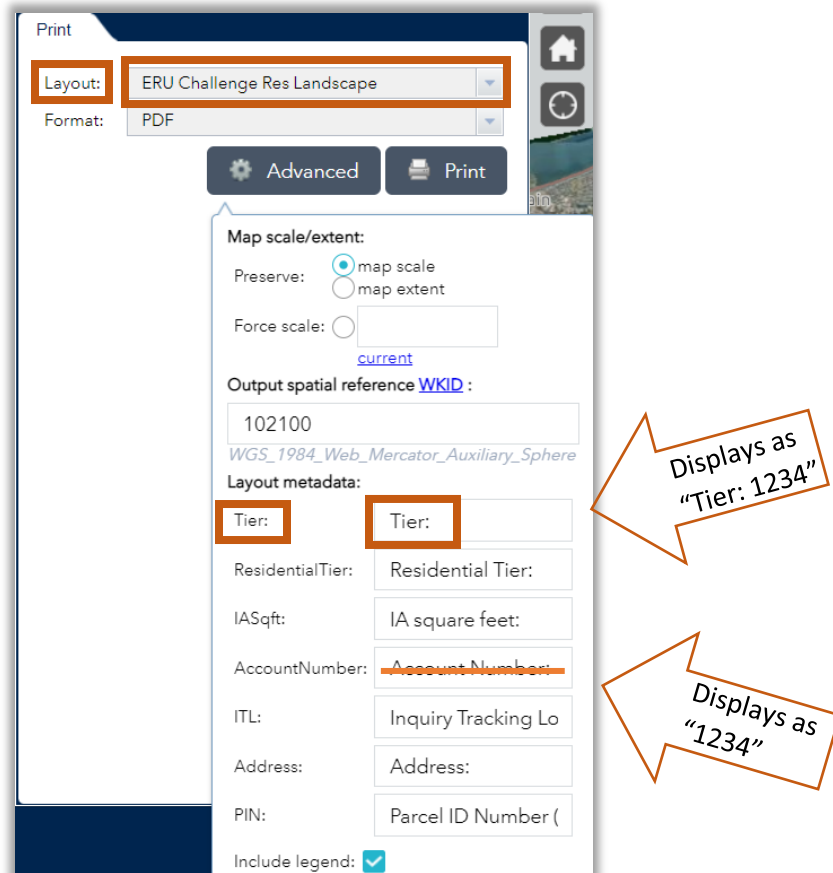 Print
Layout: ERU Challenge Res Landscape
Format: PDF
Advanced Print
ain
Map scale/extent:
Preserve: map scale
map extent
Force scale:
current
Output spatial reference WKID :
102100
WGS_1984_Web_Mercator_Auxiliary_Sphere
Layout metadata:
Tier: Tier:
ResidentialTier: Residential Tier:
IASqft: IA square feet:
AccountNumber: Account Number:
ITL: Inquiry Tracking Lo
Address: Address:
PIN: Parcel ID Number (
Include legend:
Displays as
“Tier: 1234”
Displays as
“1234”